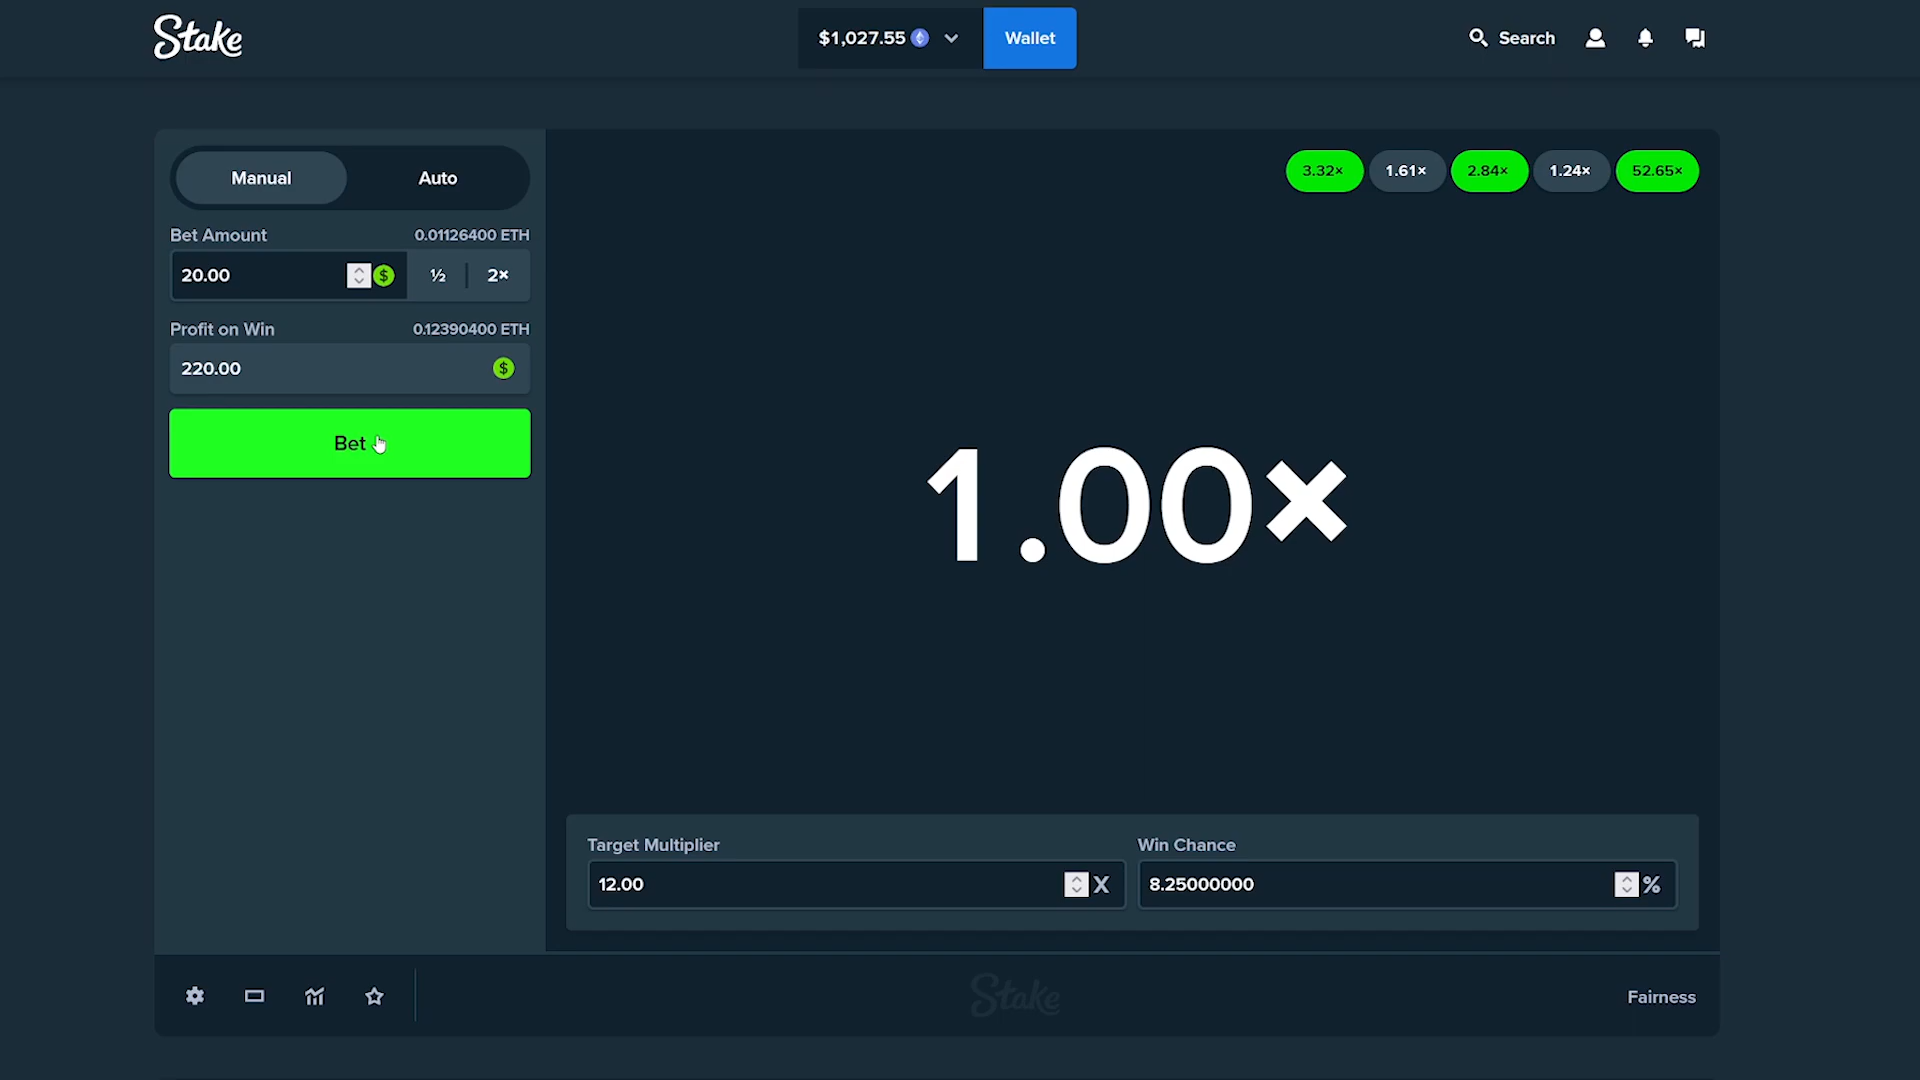 Stake
$1,027.55
Wallet
Search
Manual
Auto
3.32×
1.61×
2.84×
1.24×
52.65×
Bet Amount
0.01126400 ETH
20.00
$
½
2×
Profit on Win
0.12390400 ETH
220.00
$
Bet
1.00×
Target Multiplier
Win Chance
12.00
X
8.25000000
%
Stake
Fairness